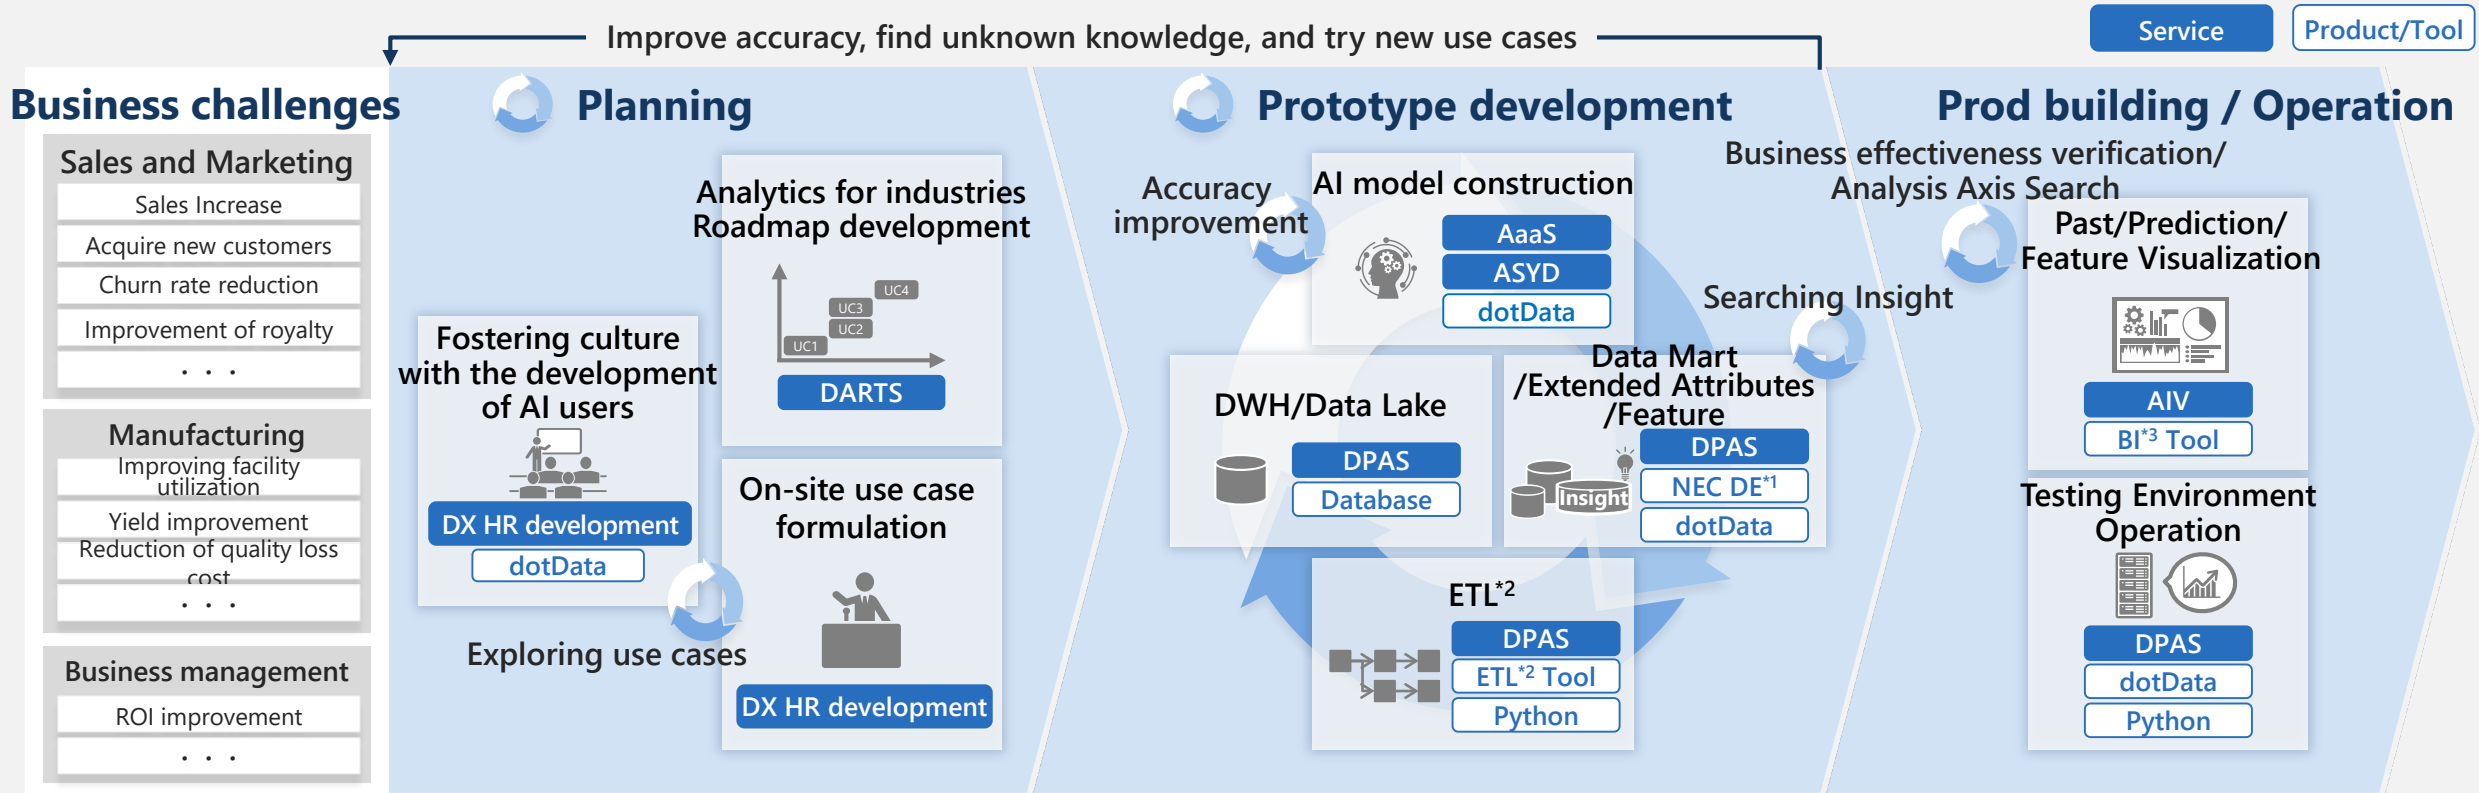 Improve accuracy, find unknown knowledge, and try new use cases
Service
Product/Tool
Business challenges
Sales and Marketing
Sales Increase
Acquire new customers
Churn rate reduction
Improvement of royalty
· · ·
Manufacturing
Improving facility
utilization
Yield improvement
Reduction of quality loss
cost
· · ·
Business management
ROI improvement
· · ·
Planning
Fostering culture
with the development
of AI users
DX HR development
dotData
Exploring use cases
Analytics for industries
Roadmap development
UC4
UC3
UC2
UC1
DARTS
On-site use case
formulation
DX HR development
Prototype development
Accuracy
improvement
AI model construction
AaaS
ASYD
dotData
Searching Insight
DWH/Data Lake
DPAS
Database
Data Mart
/Extended Attributes
/Feature
Insight
DPAS
NEC DE*1
dotData
ETL*2
DPAS
ETL*2 Tool
Python
Prod building / Operation
Business effectiveness verification/
Analysis Axis Search
Past/Prediction/
Feature Visualization
AIV
BI*3 Tool
Testing Environment
Operation
DPAS
dotData
Python